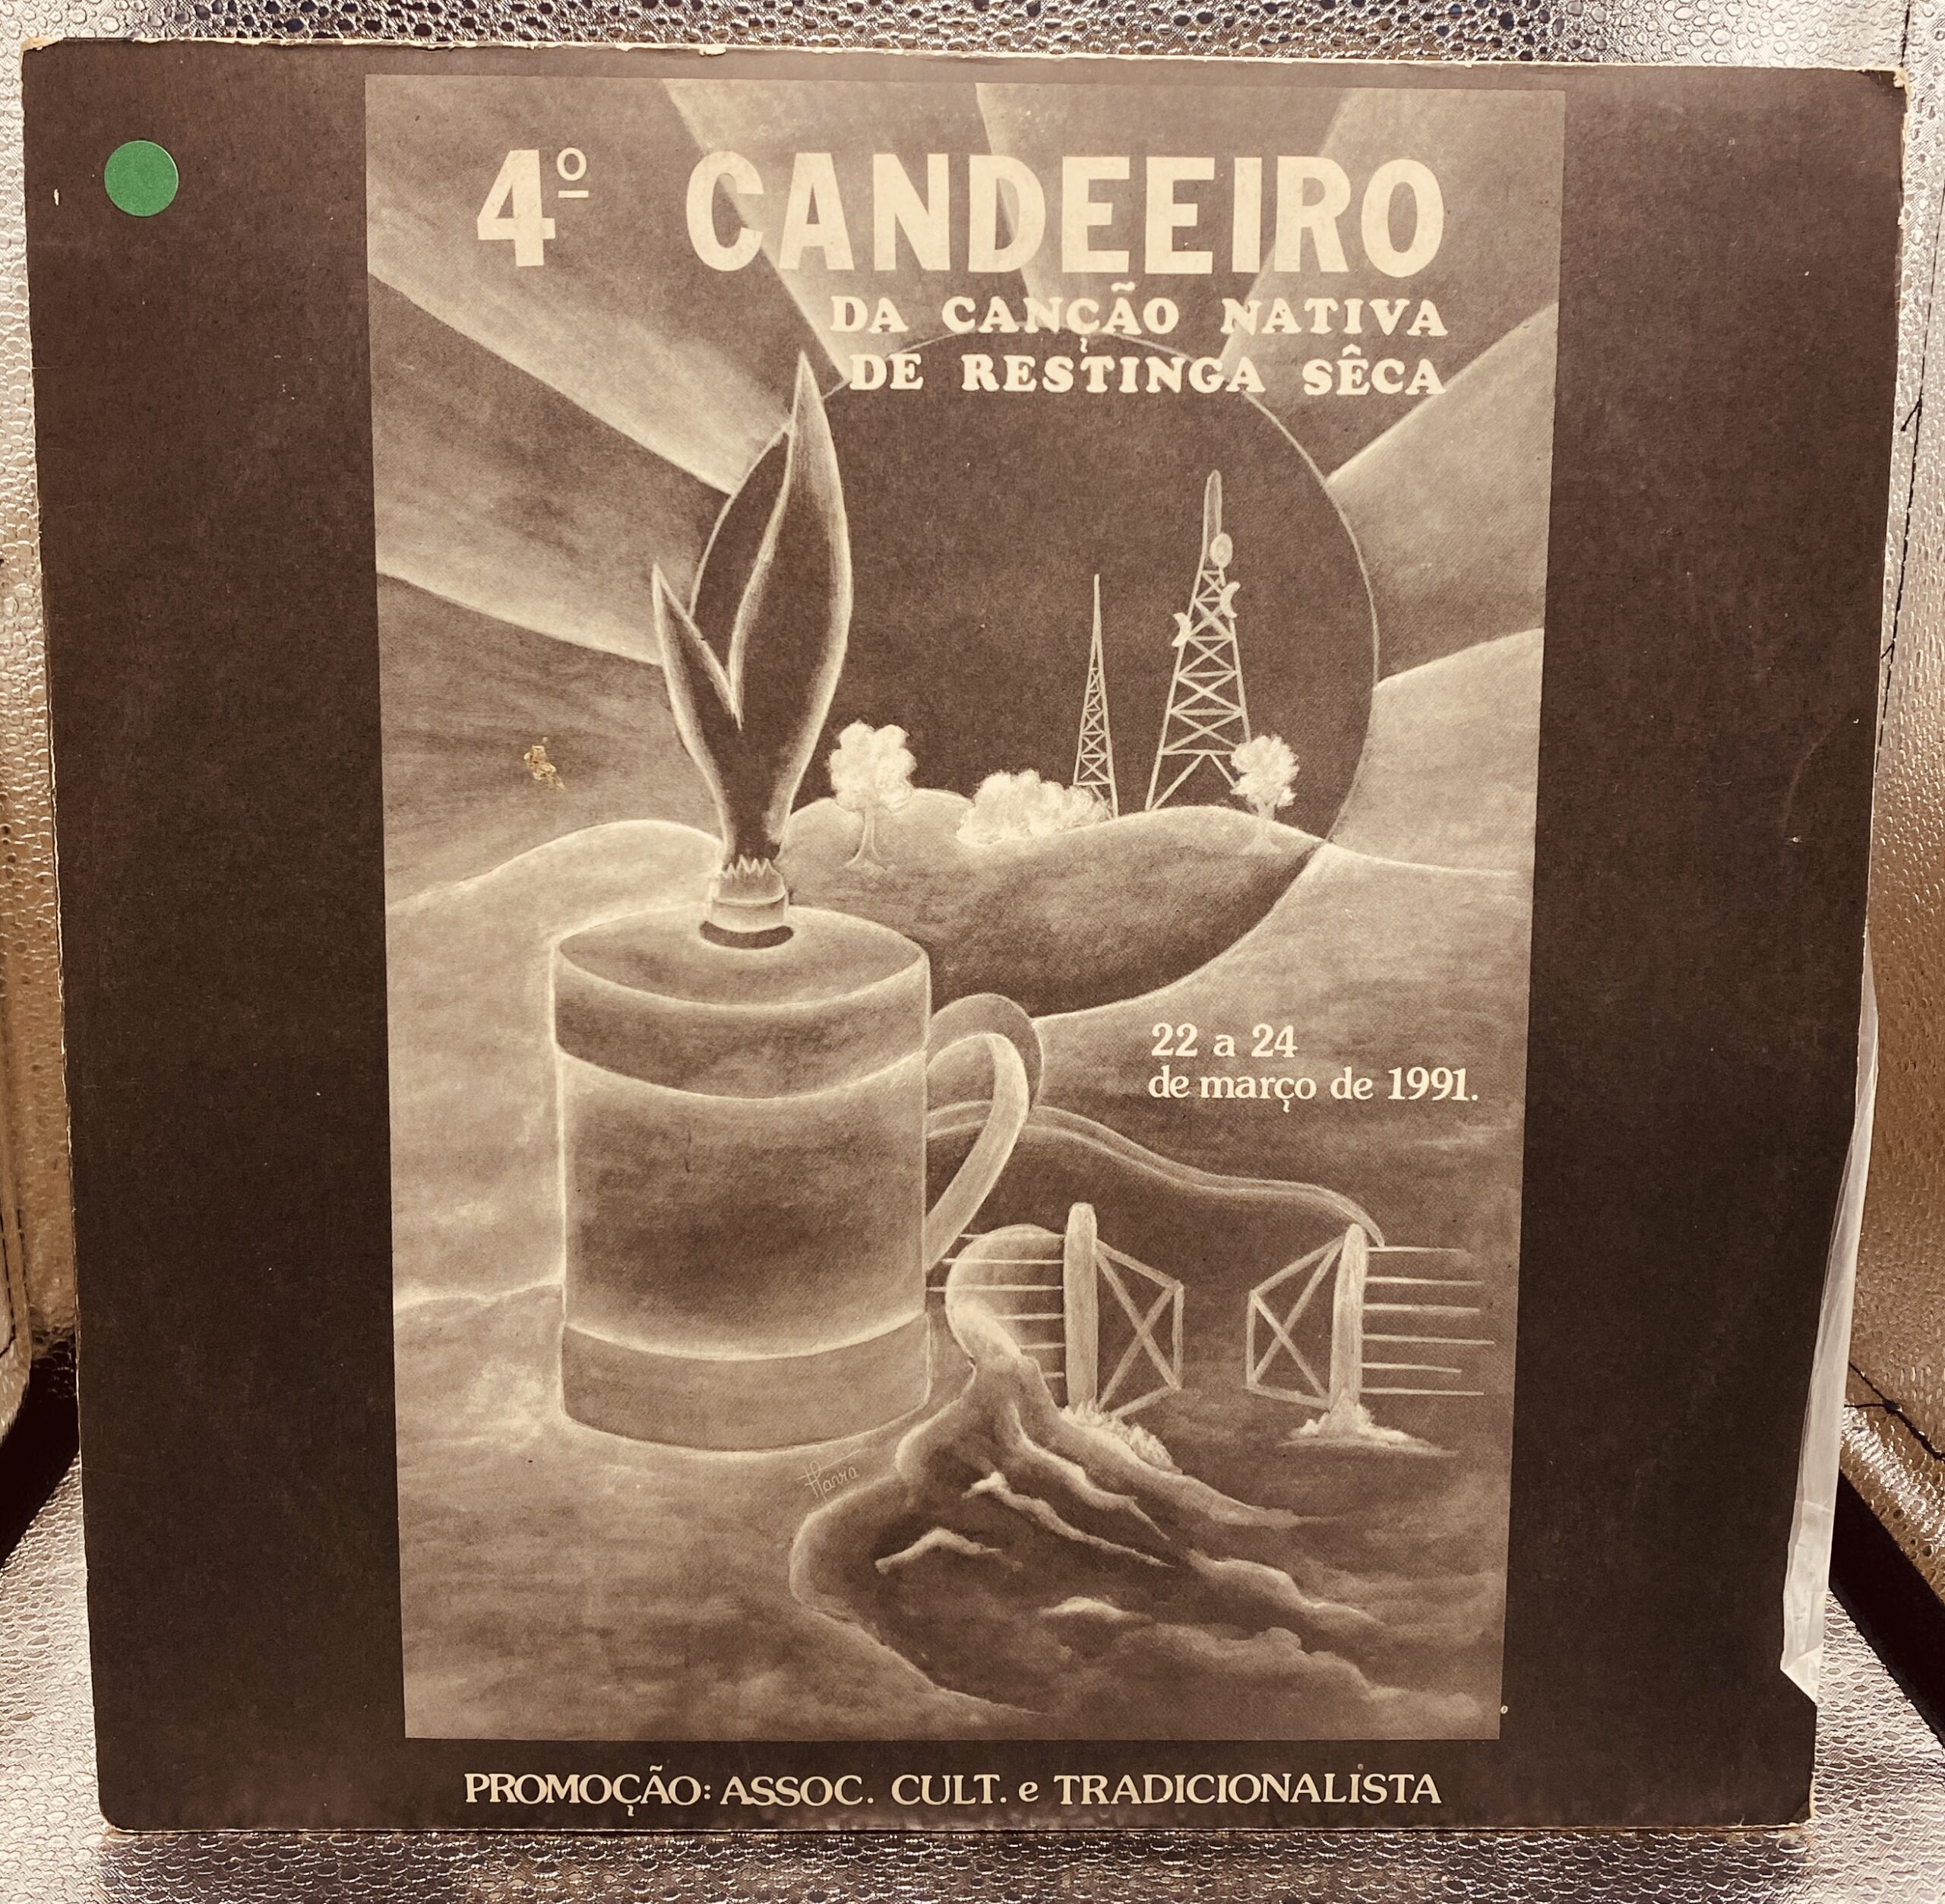 4º CANDEEIRO
DA CANÇÃO NATIVA
DE RESTINGA SÊCA
22 a 24
de março de 1991.
PROMOÇÃO: ASSOC. CULT. e TRADICIONALISTA